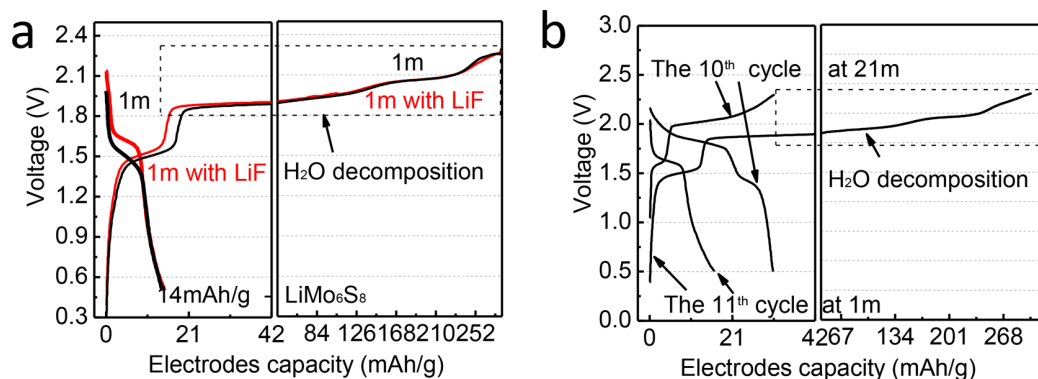 a
Voltage (V)
2.4
2.1
1.8
1.5
1.2
0.9
0.6
0.3
1m
1m with LiF
14mAh/g
1m
1m with LiF
H₂O decomposition
LiMo₆S₈
0 21 42 84 126 168 210 252
Electrodes capacity (mAh/g)
b
Voltage (V)
3.0
2.5
2.0
1.5
1.0
0.5
0.0
The 10th cycle
at 21m
H₂O decomposition
The 11th cycle
at 1m
0 21 42 67 134 201 268
Electrodes capacity (mAh/g)